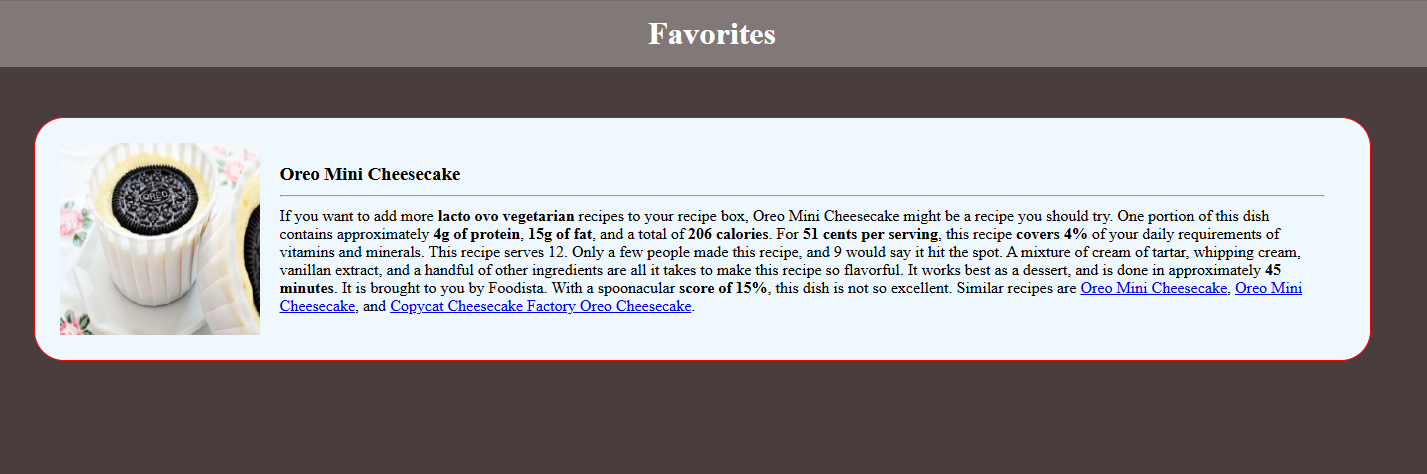 Favorites
OREO
Oreo Mini Cheesecake
If you want to add more lacto ovo vegetarian recipes to your recipe box, Oreo Mini Cheesecake might be a recipe you should try. One portion of this dish
contains approximately 4g of protein, 15g of fat, and a total of 206 calories. For 51 cents per serving, this recipe covers 4% of your daily requirements of
vitamins and minerals. This recipe serves 12. Only a few people made this recipe, and 9 would say it hit the spot. A mixture of cream of tartar, whipping cream,
vanillan extract, and a handful of other ingredients are all it takes to make this recipe so flavorful. It works best as a dessert, and is done in approximately 45
minutes. It is brought to you by Foodista. With a spoonacular score of 15%, this dish is not so excellent. Similar recipes are Oreo Mini Cheesecake, Oreo Mini
Cheesecake, and Copycat Cheesecake Factory Oreo Cheesecake.